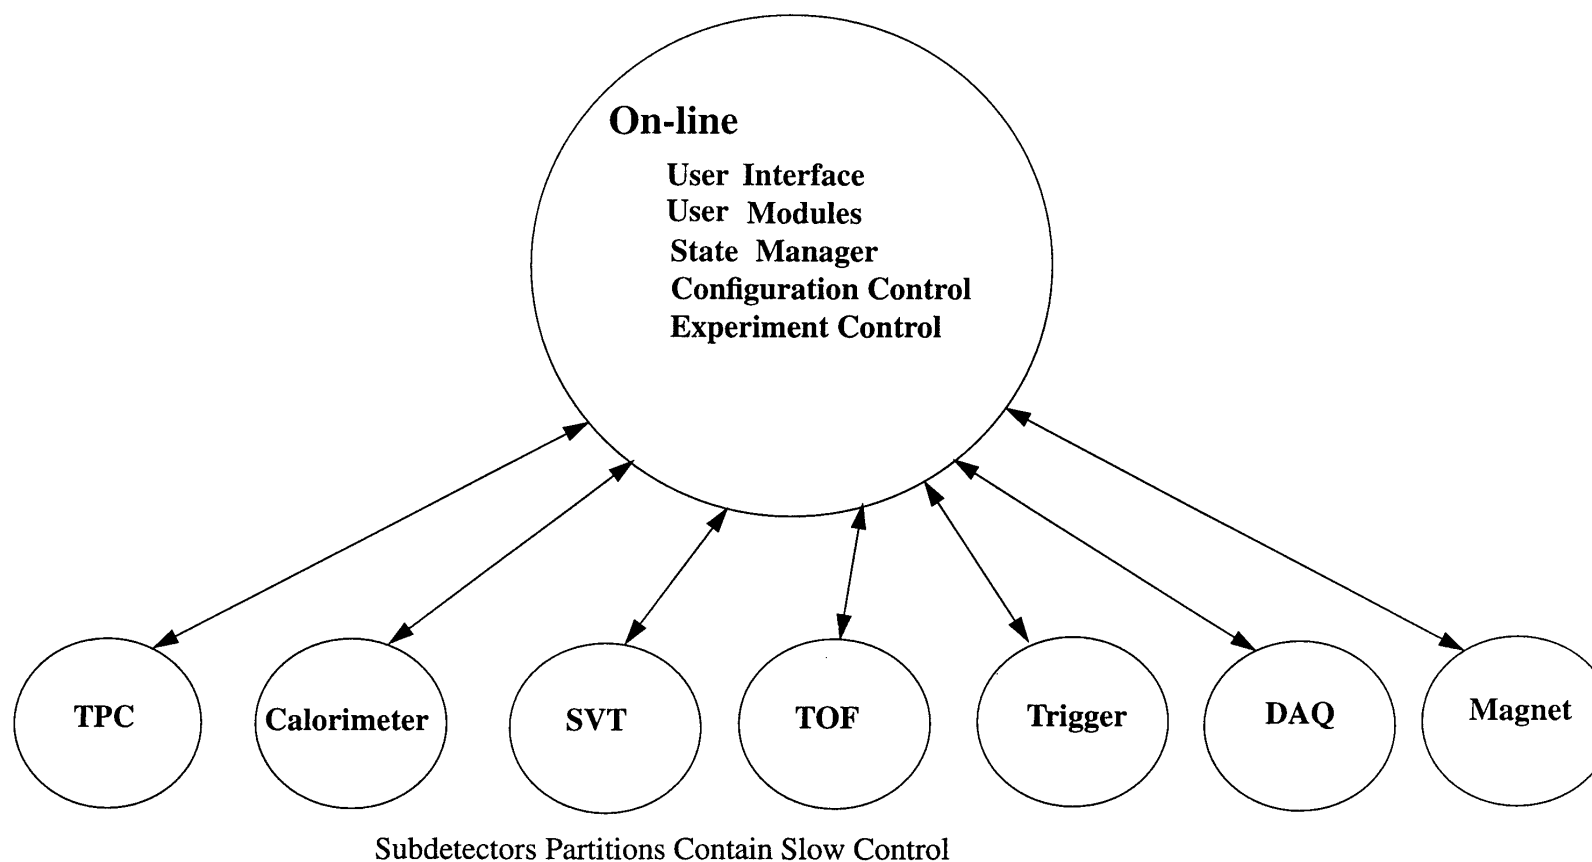 On-line
User Interface
User Modules
State Manager
Configuration Control
Experiment Control
TPC
Calorimeter
SVT
TOF
Trigger
DAQ
Magnet
Subdetectors Partitions Contain Slow Control